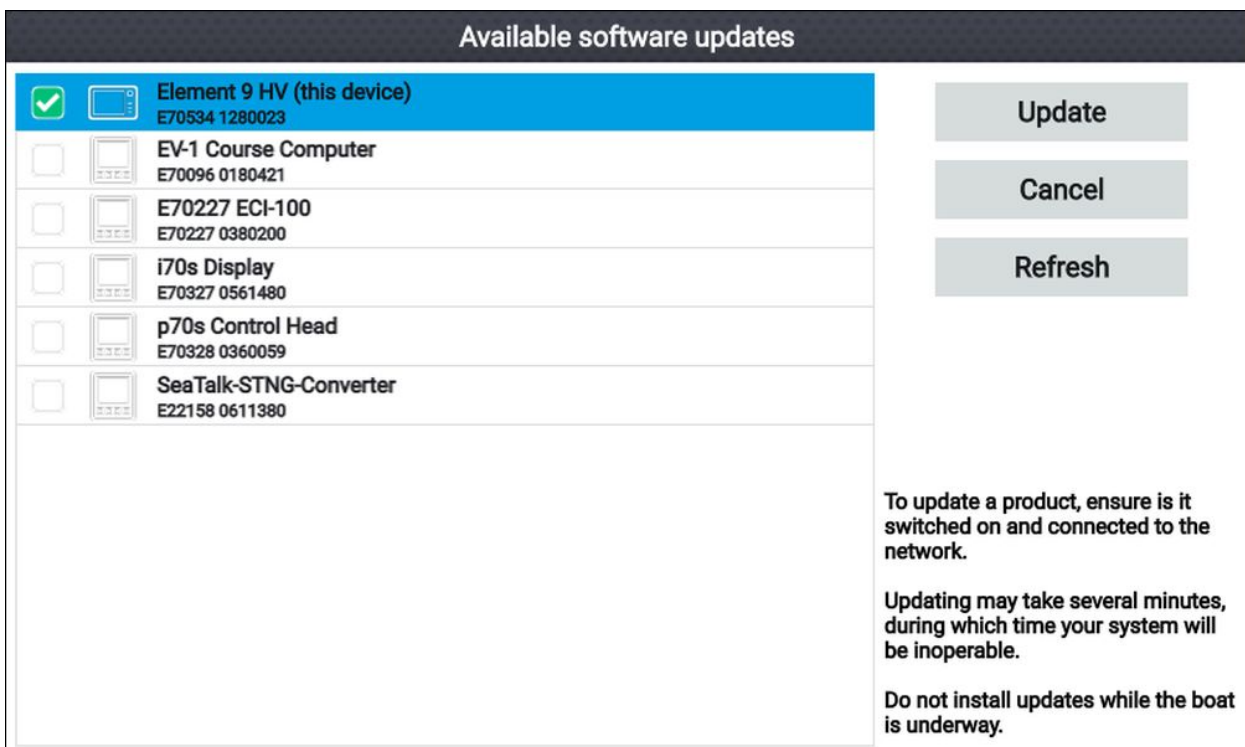 Available software updates
Element 9 HV (this device)
E70534 1280023
EV-1 Course Computer
E70096 0180421
E70227 ECI-100
E70227 0380200
i70s Display
E70327 0561480
p70s Control Head
E70328 0360059
SeaTalk-STNG-Converter
E22158 0611380
Update
Cancel
Refresh
To update a product, ensure is it
switched on and connected to the
network.
Updating may take several minutes,
during which time your system will
be inoperable.
Do not install updates while the boat
is underway.